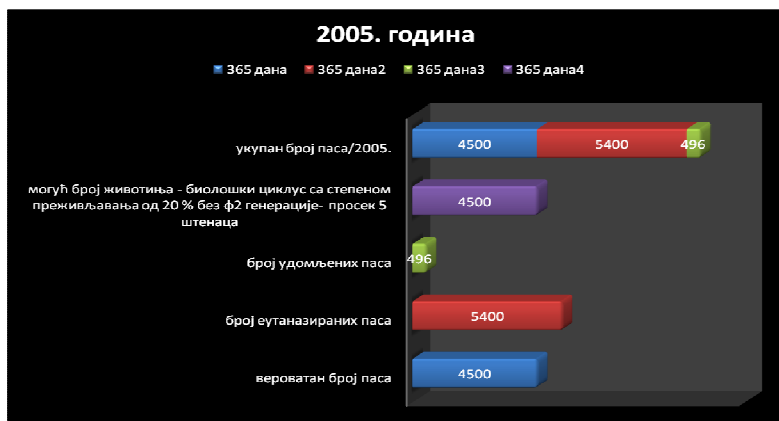 2005. година
365 дана 365 дана2 365 дана3 365 дана4
укупан број паса/2005. 4500 5400 496
могућ број животиња - биолошки циклус са степеном
преживљавања од 20 % без ф2 генерације- просек 5
штенаца
4500
број удомљених паса 496
број еутаназираних паса 5400
вероватан број паса 4500